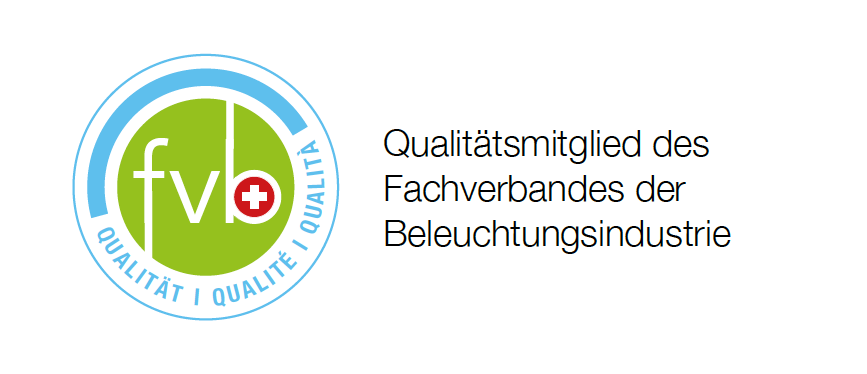 fvb
QUALITÄT I QUALITÉ I QUALITÀ
Qualitätsmitglied des
Fachverbandes der
Beleuchtungsindustrie